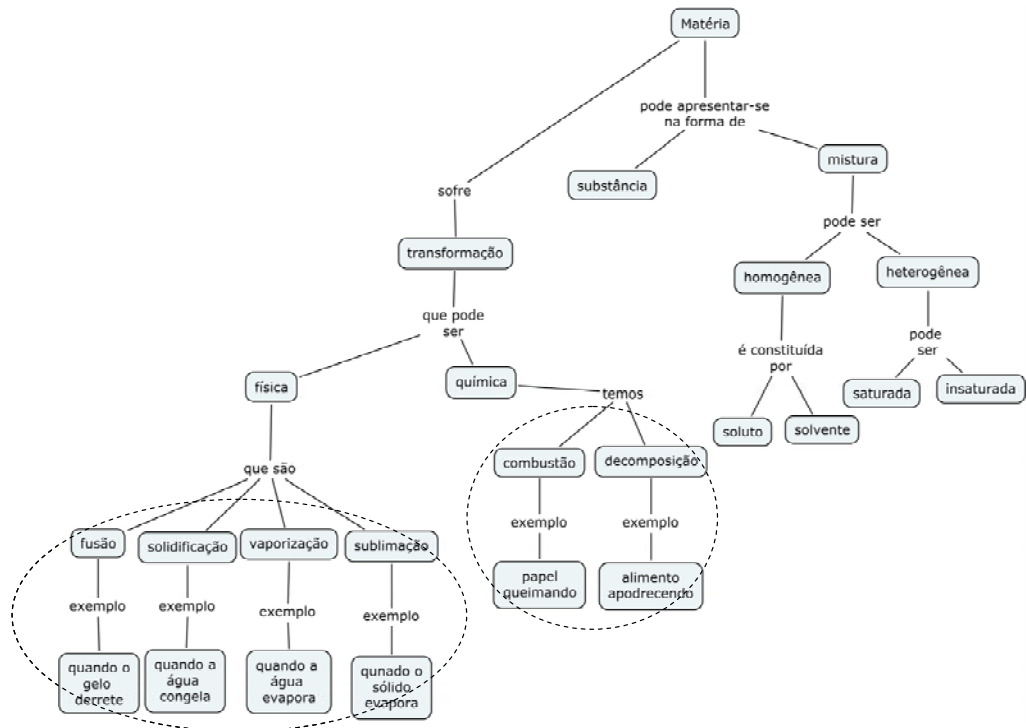 Matéria
pode apresentar-se
na forma de
mistura
substância
sofre
pode ser
transformação
homogênea
heterogênea
que pode
ser
é constituída
por
pode
ser
física
química
temos
saturada
insaturada
soluto
solvente
combustão
decomposição
que são
exemplo
exemplo
fusão
solidificação
vaporização
sublimação
papel
queimando
alimento
apodrecendo
exemplo
exemplo
exemplo
exemplo
quando o
gelo
decrete
quando a
água
congela
quando a
água
evapora
qunado o
sólido
evapora